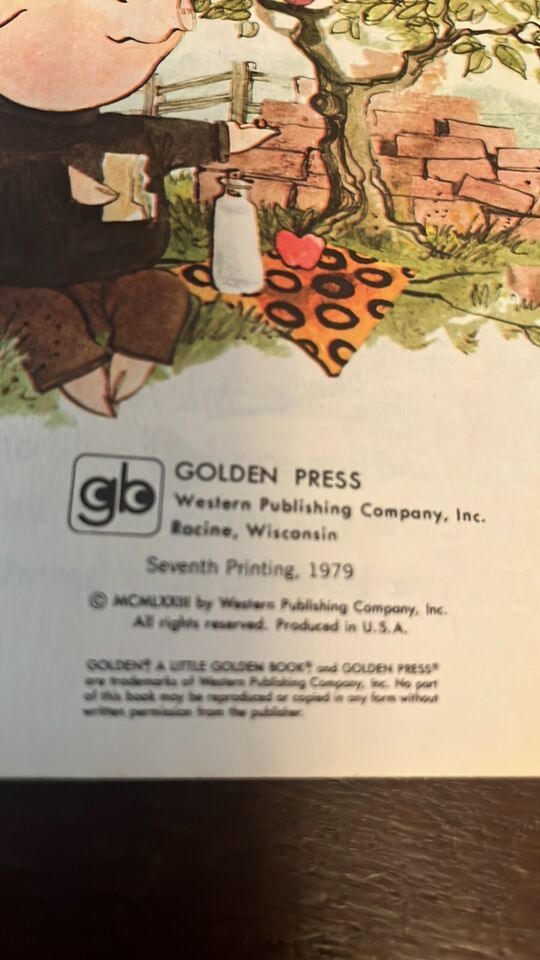 gb
GOLDEN PRESS
Western Publishing Company, Inc.
Racine, Wisconsin
Seventh Printing, 1979
© MCMLXXIII by Western Publishing Company, Inc.
All rights reserved. Produced in U.S.A.
GOLDEN®, A LITTLE GOLDEN BOOK®, and GOLDEN PRESS®
are trademarks of Western Publishing Company, Inc. No part
of this book may be reproduced or copied in any form without
written permission from the publisher.